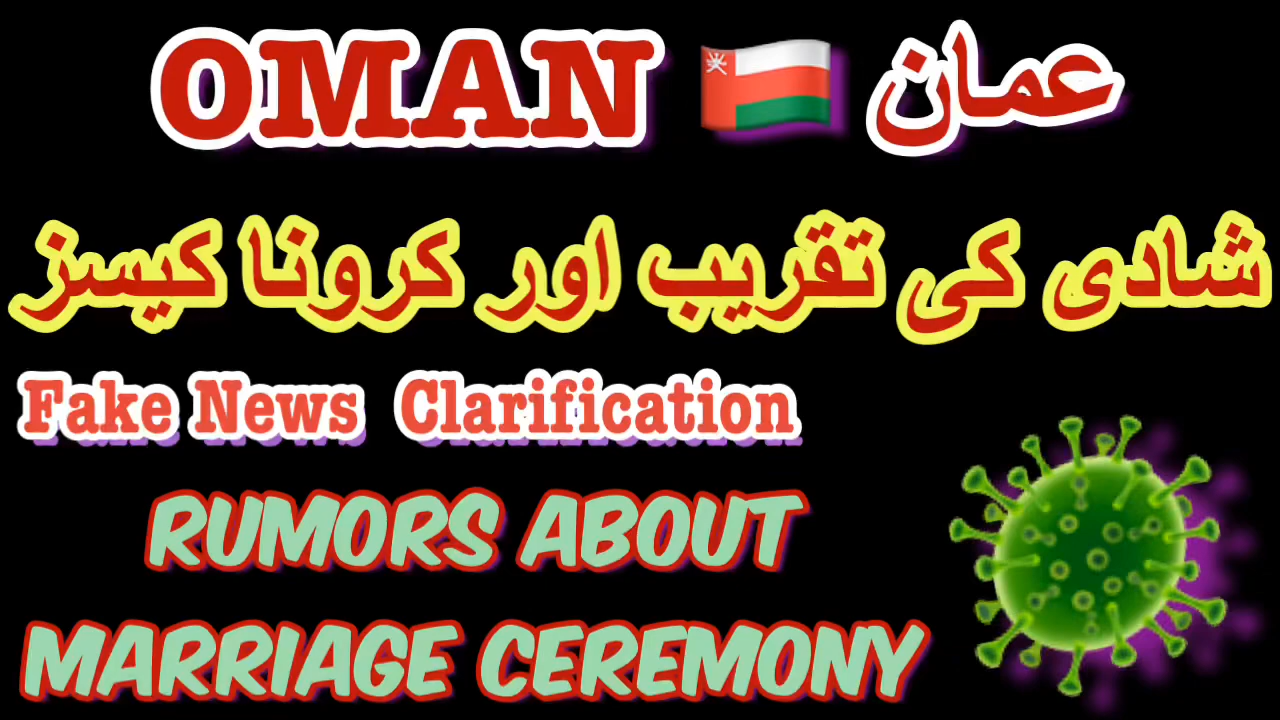 OMAN 🇴🇲 عمان
شادی کی تقریب اور کرونا کیسز
Fake News Clarification
RUMORS ABOUT
MARRIAGE CEREMONY